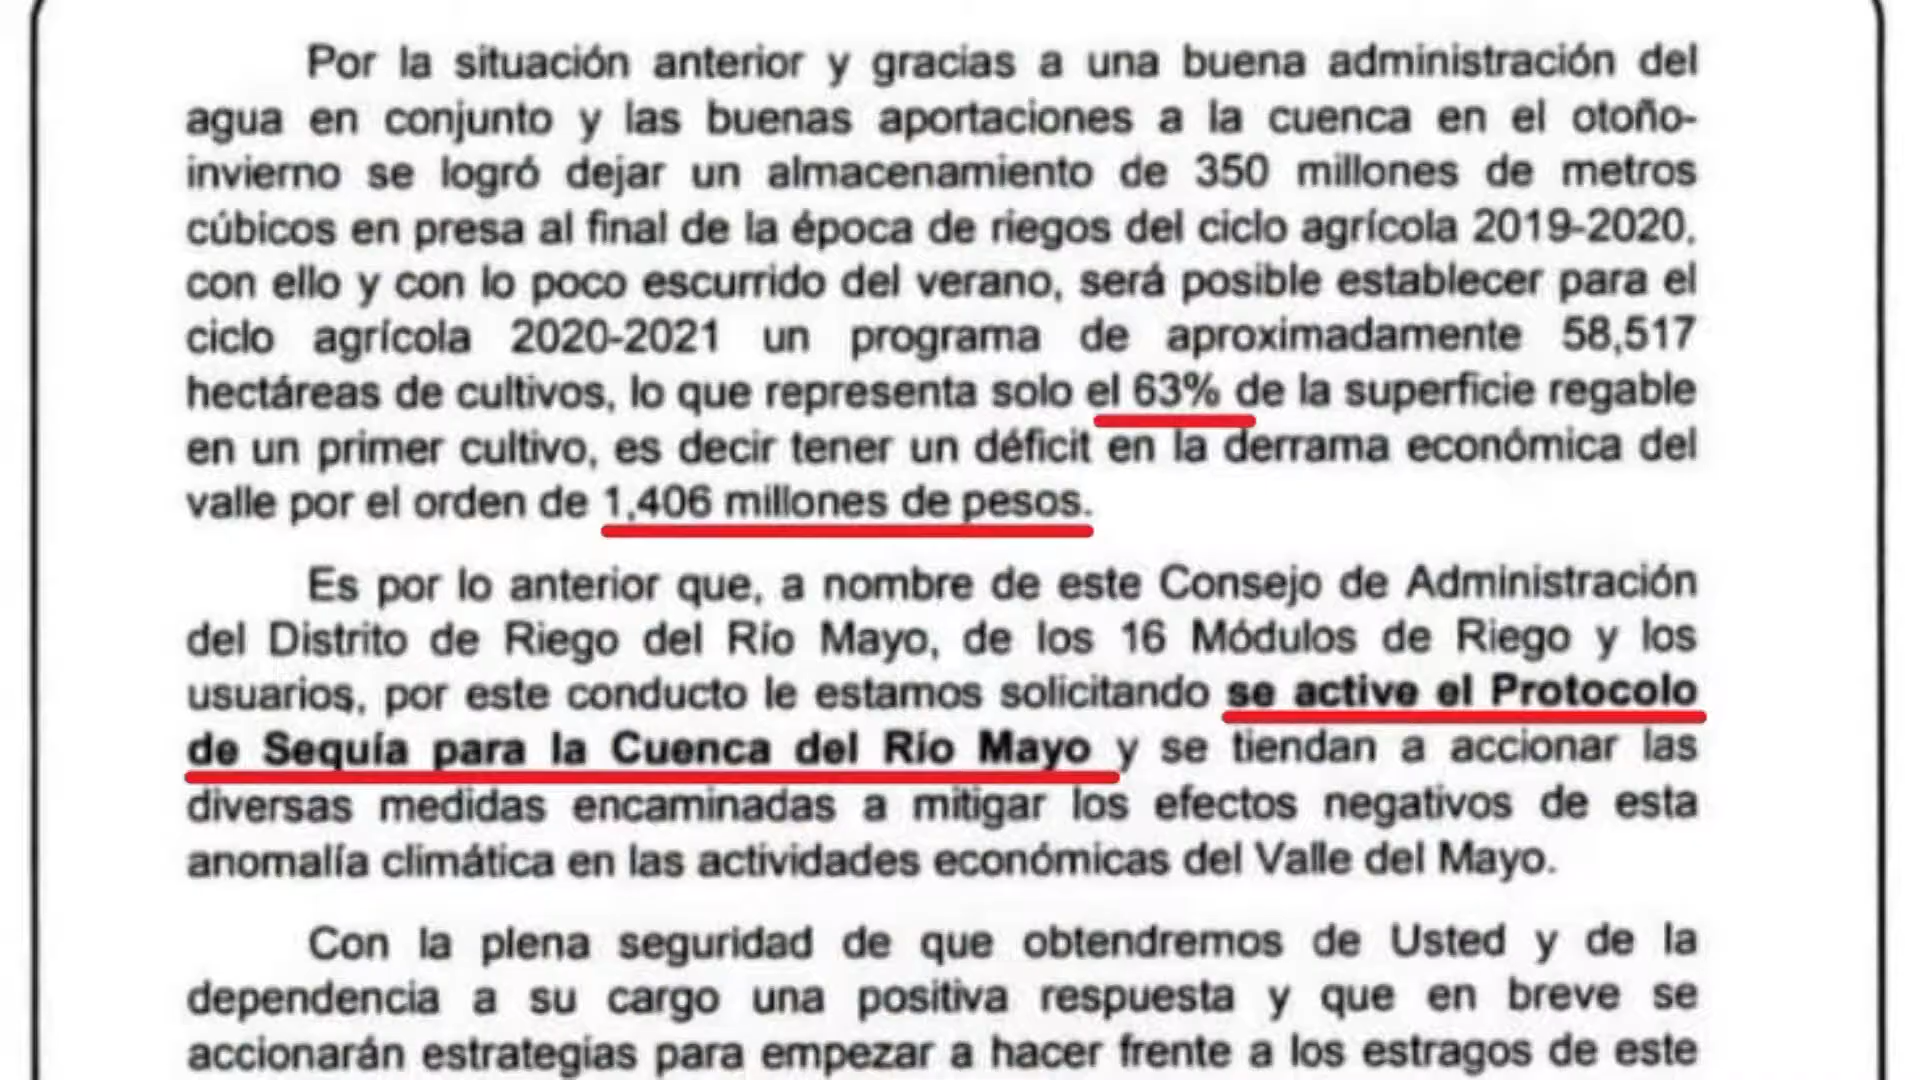 Por la situación anterior y gracias a una buena administración del
agua en conjunto y las buenas aportaciones a la cuenca en el otoño-
invierno se logró dejar un almacenamiento de 350 millones de metros
cúbicos en presa al final de la época de riegos del ciclo agrícola 2019-2020,
con ello y con lo poco escurrido del verano, será posible establecer para el
ciclo agrícola 2020-2021 un programa de aproximadamente 58,517
hectáreas de cultivos, lo que representa solo el 63% de la superficie regable
en un primer cultivo, es decir tener un déficit en la derrama económica del
valle por el orden de 1,406 millones de pesos.
Es por lo anterior que, a nombre de este Consejo de Administración
del Distrito de Riego del Río Mayo, de los 16 Módulos de Riego y los
usuarios, por este conducto le estamos solicitando se active el Protocolo
de Sequía para la Cuenca del Río Mayo y se tiendan a accionar las
diversas medidas encaminadas a mitigar los efectos negativos de esta
anomalía climática en las actividades económicas del Valle del Mayo.
Con la plena seguridad de que obtendremos de Usted y de la
dependencia a su cargo una positiva respuesta y que en breve se
accionarán estrategias para empezar a hacer frente a los estragos de este